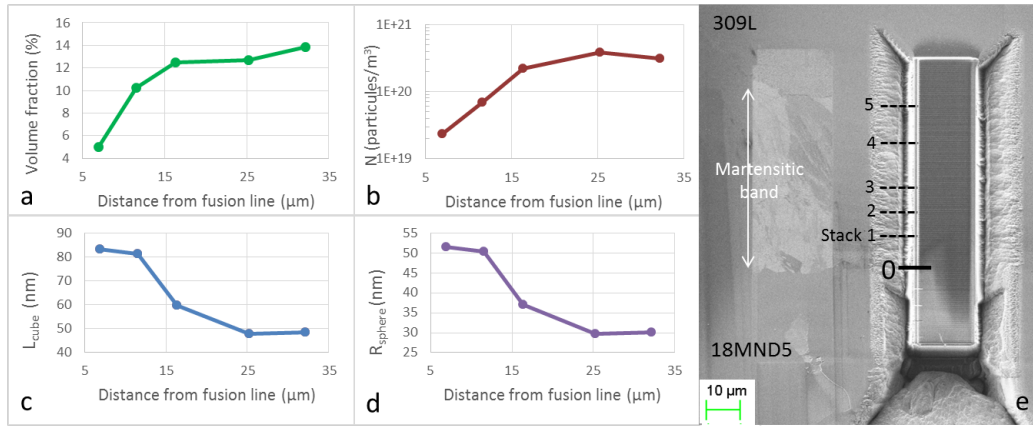 Volume fraction (%)
16
14
12
10
8
6
4
5 15 25 35
Distance from fusion line (µm)
a
N (particules/m³)
1E+21
1E+20
1E+19
5 15 25 35
Distance from fusion line (µm)
b
L_cube (nm)
90
80
70
60
50
40
5 15 25 35
Distance from fusion line (µm)
c
R_sphere (nm)
55
50
45
40
35
30
25
5 15 25 35
Distance from fusion line (µm)
d
309L
5
4
Martensitic
band
3
2
Stack 1
0
18MND5
10 µm
e